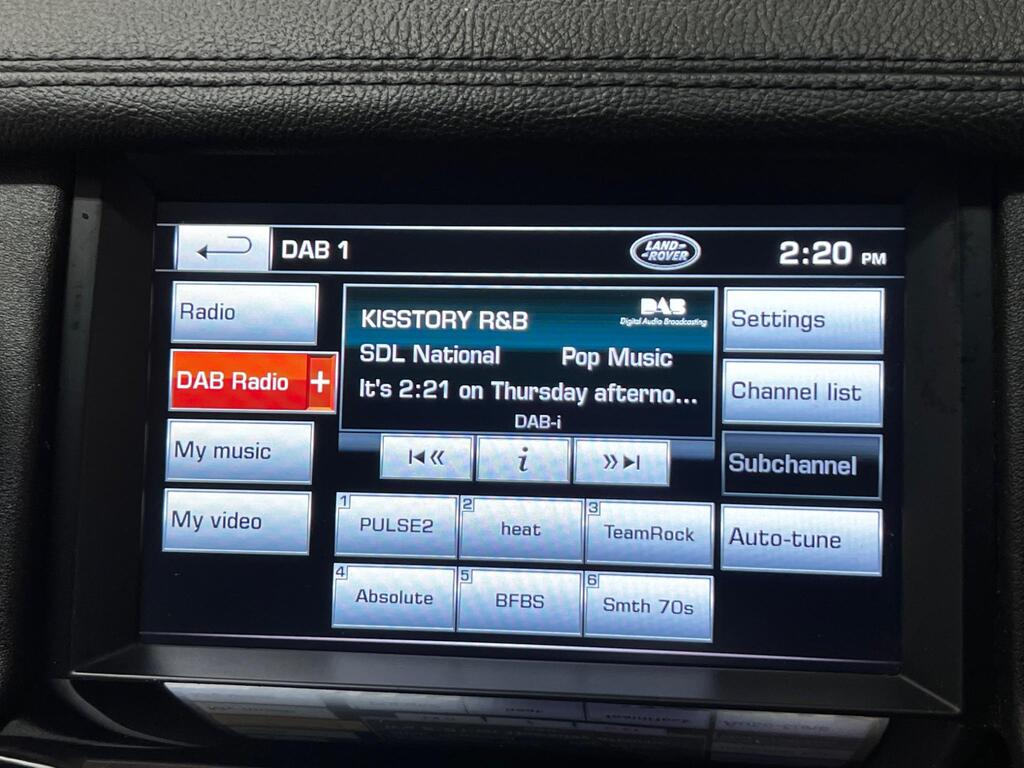 DAB 1
LAND-
-ROVER
2:20 PM
Radio
DAB Radio +
My music
My video
KISSTORY R&B
DAB
Digital Audio Broadcasting
SDL National Pop Music
It's 2:21 on Thursday afterno...
DAB-i
i
1 PULSE2
2 heat
3 TeamRock
4 Absolute
5 BFBS
6 Smth 70s
Settings
Channel list
Subchannel
Auto-tune